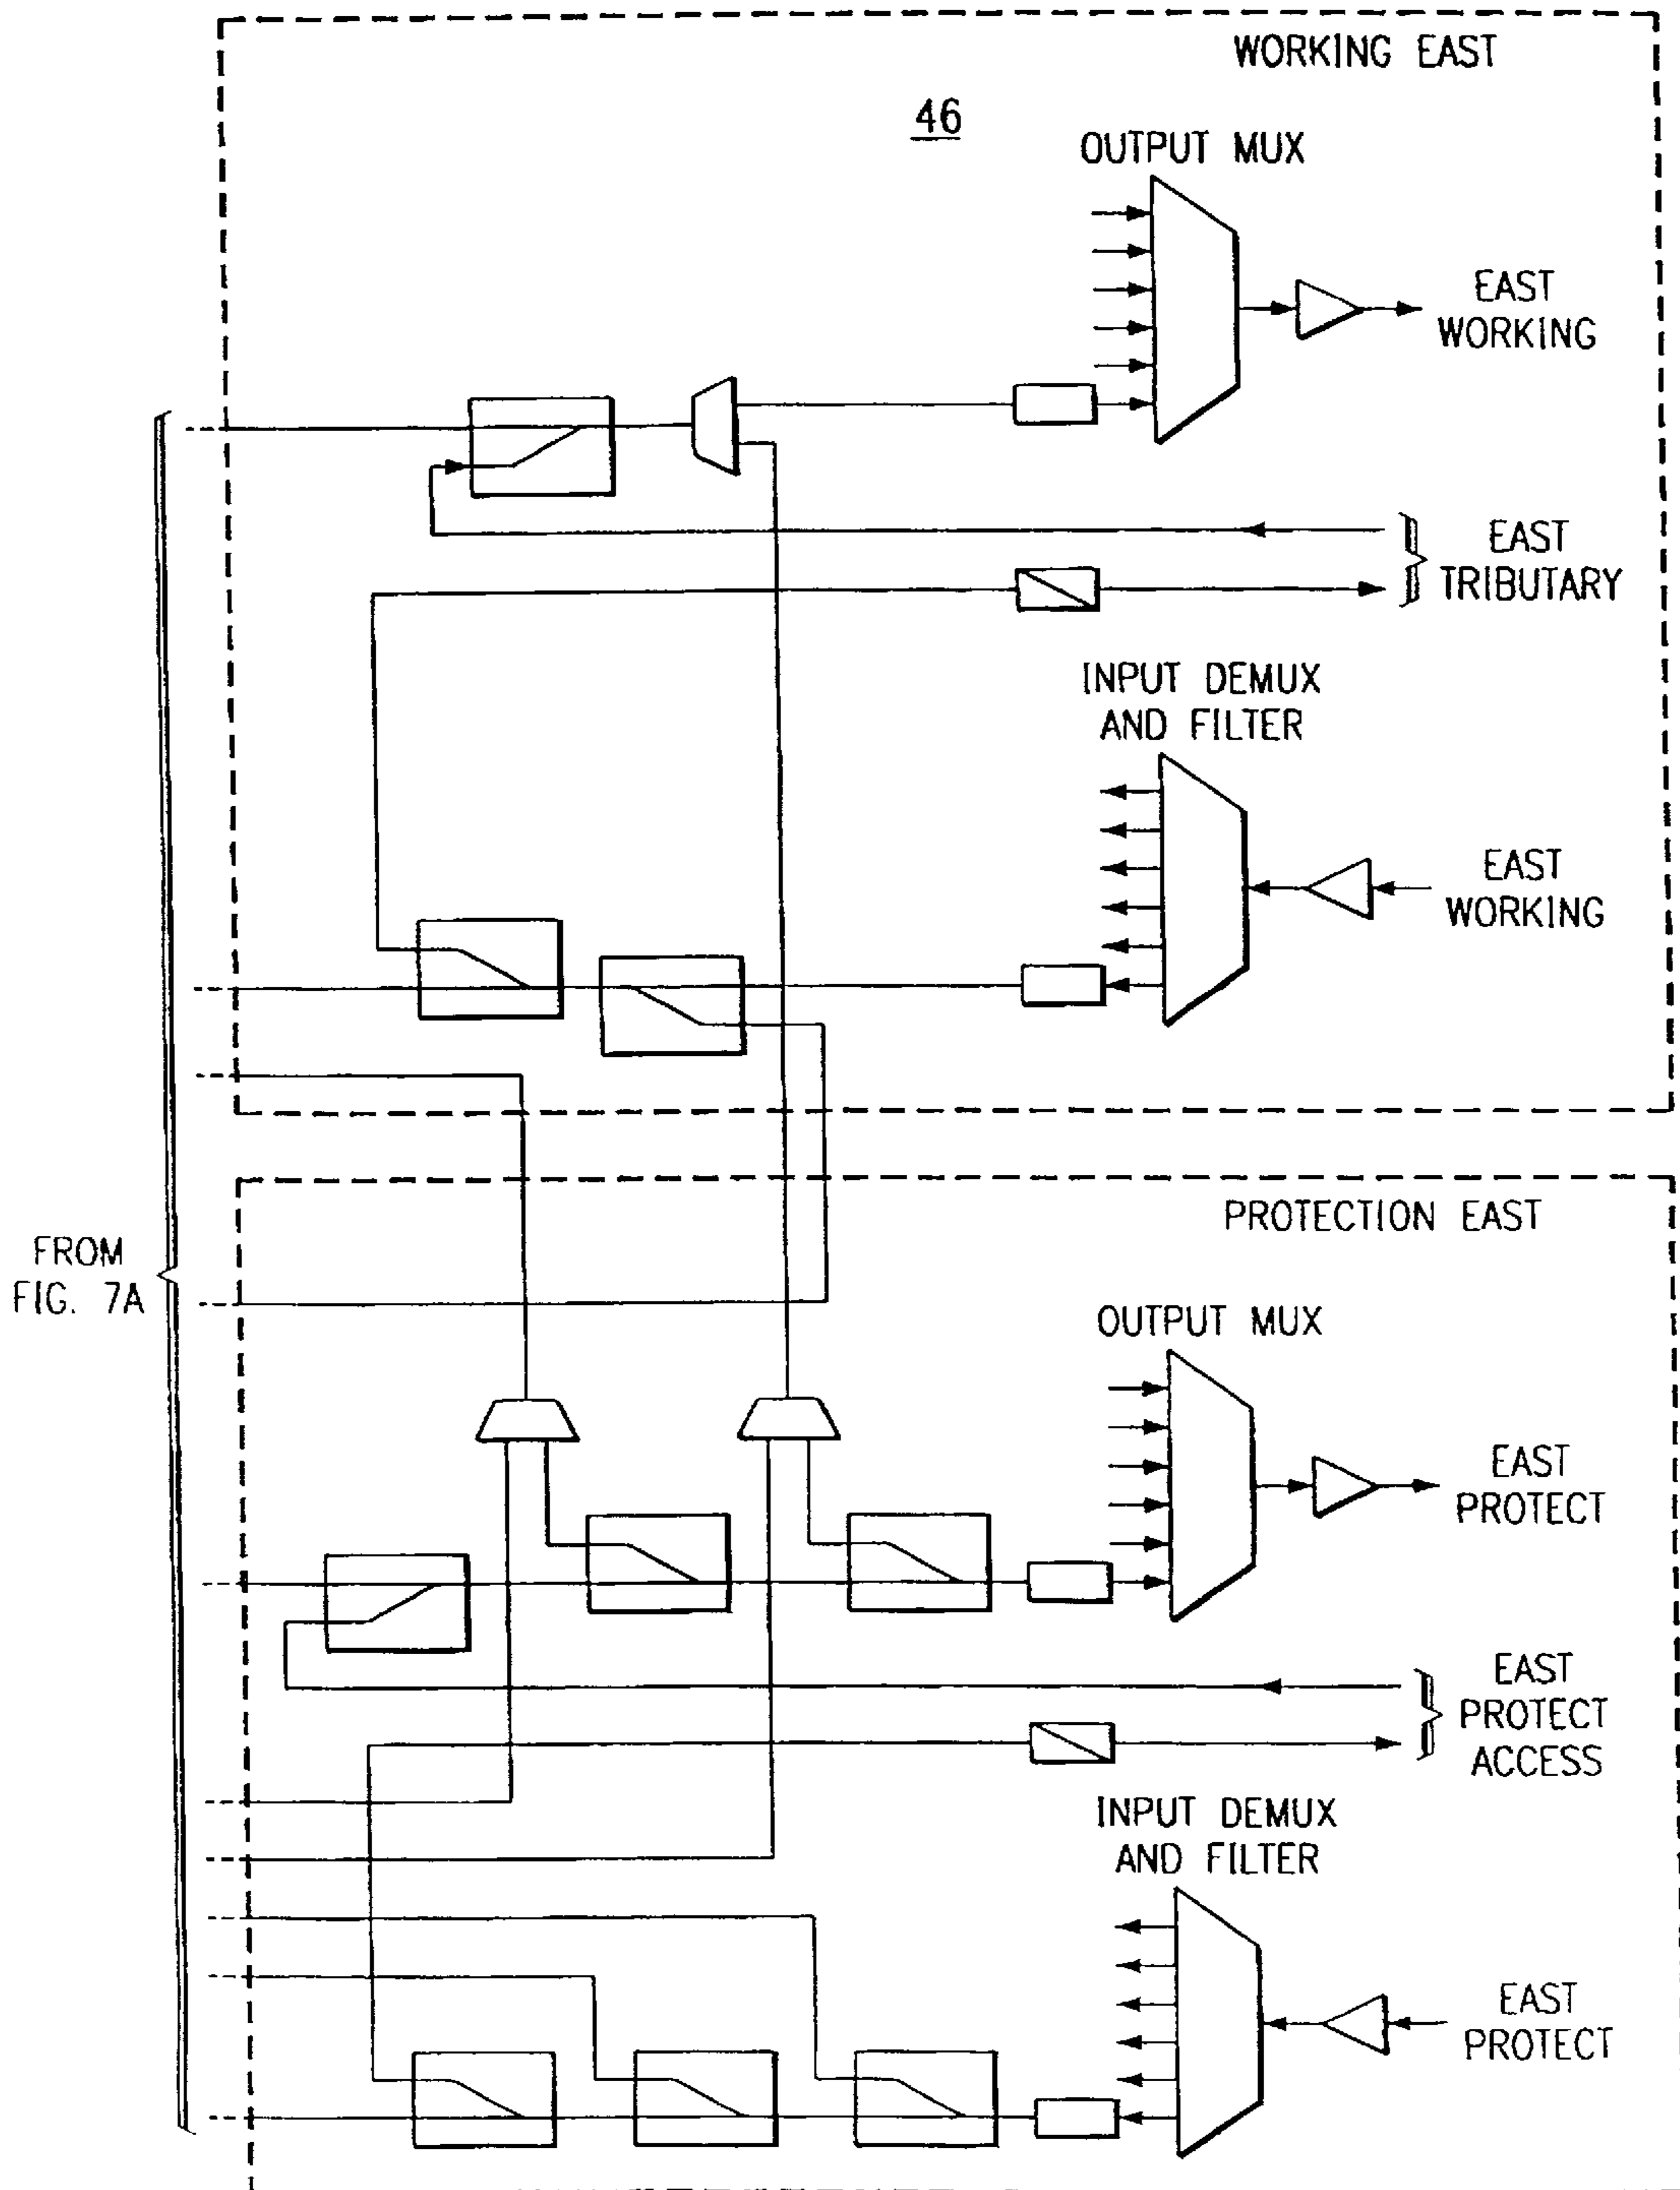 WORKING EAST
46
OUTPUT MUX
EAST
WORKING
EAST
TRIBUTARY
INPUT DEMUX
AND FILTER
EAST
WORKING
PROTECTION EAST
FROM
FIG. 7A
OUTPUT MUX
EAST
PROTECT
EAST
PROTECT
ACCESS
INPUT DEMUX
AND FILTER
EAST
PROTECT